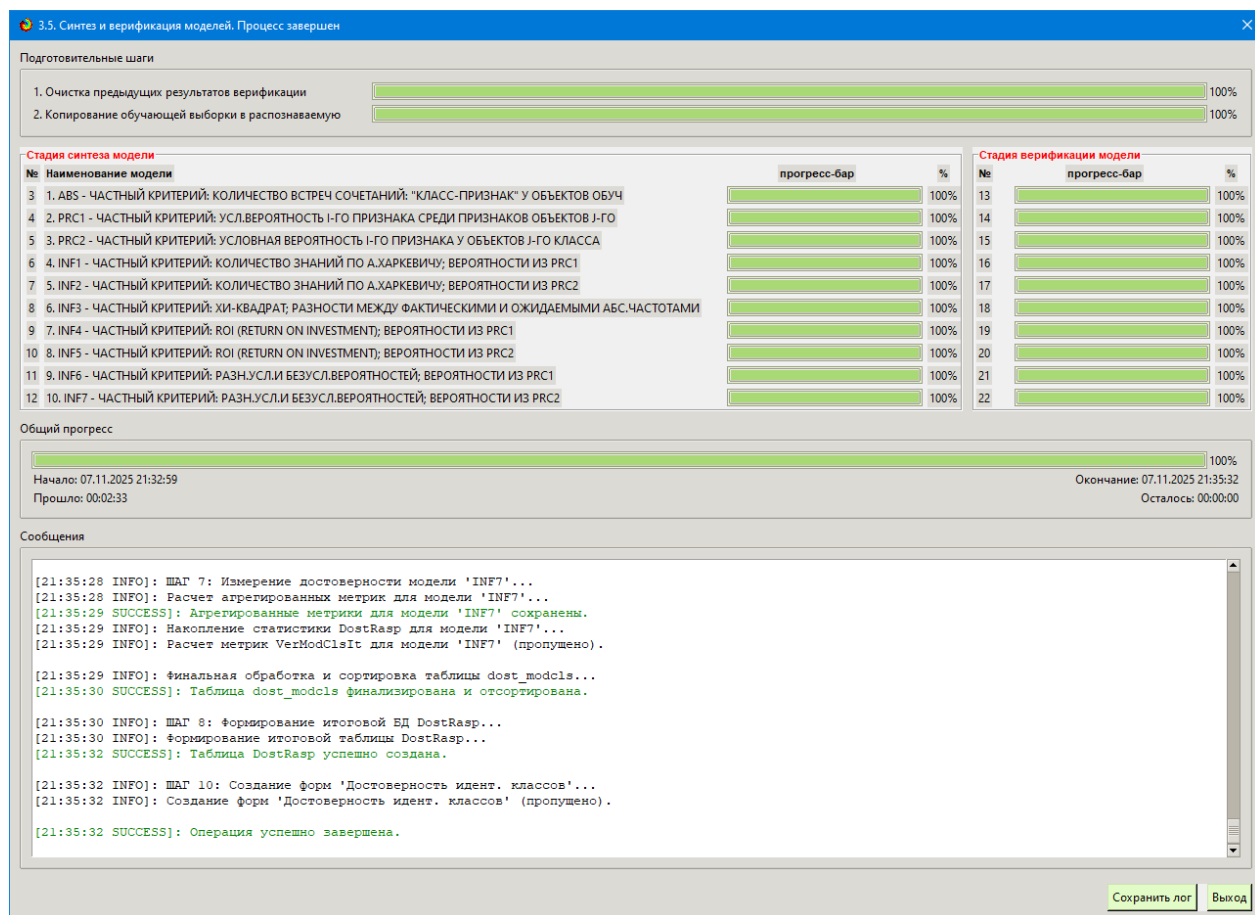 3.5. Синтез и верификация моделей. Процесс завершен
Подготовительные шаги
1. Очистка предыдущих результатов верификации 100%
2. Копирование обучающей выборки в распознаваемую 100%
Стадия синтеза модели
№ Наименование модели прогресс-бар %
3 1. ABS - ЧАСТНЫЙ КРИТЕРИЙ: КОЛИЧЕСТВО ВСТРЕЧ СОЧЕТАНИЙ: "КЛАСС-ПРИЗНАК" У ОБЪЕКТОВ ОБУЧ 100%
4 2. PRC1 - ЧАСТНЫЙ КРИТЕРИЙ: УСЛ.ВЕРОЯТНОСТЬ I-ГО ПРИЗНАКА СРЕДИ ПРИЗНАКОВ ОБЪЕКТОВ J-ГО 100%
5 3. PRC2 - ЧАСТНЫЙ КРИТЕРИЙ: УСЛОВНАЯ ВЕРОЯТНОСТЬ I-ГО ПРИЗНАКА У ОБЪЕКТОВ J-ГО КЛАССА 100%
6 4. INF1 - ЧАСТНЫЙ КРИТЕРИЙ: КОЛИЧЕСТВО ЗНАНИЙ ПО А.ХАРКЕВИЧУ; ВЕРОЯТНОСТИ ИЗ PRC1 100%
7 5. INF2 - ЧАСТНЫЙ КРИТЕРИЙ: КОЛИЧЕСТВО ЗНАНИЙ ПО А.ХАРКЕВИЧУ; ВЕРОЯТНОСТИ ИЗ PRC2 100%
8 6. INF3 - ЧАСТНЫЙ КРИТЕРИЙ: ХИ-КВАДРАТ; РАЗНОСТИ МЕЖДУ ФАКТИЧЕСКИМИ И ОЖИДАЕМЫМИ АБС.ЧАСТОТАМИ 100%
9 7. INF4 - ЧАСТНЫЙ КРИТЕРИЙ: ROI (RETURN ON INVESTMENT); ВЕРОЯТНОСТИ ИЗ PRC1 100%
10 8. INF5 - ЧАСТНЫЙ КРИТЕРИЙ: ROI (RETURN ON INVESTMENT); ВЕРОЯТНОСТИ ИЗ PRC2 100%
11 9. INF6 - ЧАСТНЫЙ КРИТЕРИЙ: РАЗН.УСЛ.И БЕЗУСЛ.ВЕРОЯТНОСТЕЙ; ВЕРОЯТНОСТИ ИЗ PRC1 100%
12 10. INF7 - ЧАСТНЫЙ КРИТЕРИЙ: РАЗН.УСЛ.И БЕЗУСЛ.ВЕРОЯТНОСТЕЙ; ВЕРОЯТНОСТИ ИЗ PRC2 100%
Стадия верификации модели
№ прогресс-бар %
13 100%
14 100%
15 100%
16 100%
17 100%
18 100%
19 100%
20 100%
21 100%
22 100%
Общий прогресс
100%
Начало: 07.11.2025 21:32:59 Окончание: 07.11.2025 21:35:32
Прошло: 00:02:33 Осталось: 00:00:00
Сообщения
[21:35:28 INFO]: ШАГ 7: Измерение достоверности модели 'INF7'...
[21:35:28 INFO]: Расчет агрегированных метрик для модели 'INF7'...
[21:35:29 SUCCESS]: Агрегированные метрики для модели 'INF7' сохранены.
[21:35:29 INFO]: Накопление статистики DostRasp для модели 'INF7'...
[21:35:29 INFO]: Расчет метрик VerModClsIt для модели 'INF7' (пропущено).
[21:35:29 INFO]: Финальная обработка и сортировка таблицы dost_modcls...
[21:35:30 SUCCESS]: Таблица dost_modcls финализирована и отсортирована.
[21:35:30 INFO]: ШАГ 8: Формирование итоговой БД DostRasp...
[21:35:30 INFO]: Формирование итоговой таблицы DostRasp...
[21:35:32 SUCCESS]: Таблица DostRasp успешно создана.
[21:35:32 INFO]: ШАГ 10: Создание форм 'Достоверность идент. классов'...
[21:35:32 INFO]: Создание форм 'Достоверность идент. классов' (пропущено).
[21:35:32 SUCCESS]: Операция успешно завершена.
Сохранить лог Выход